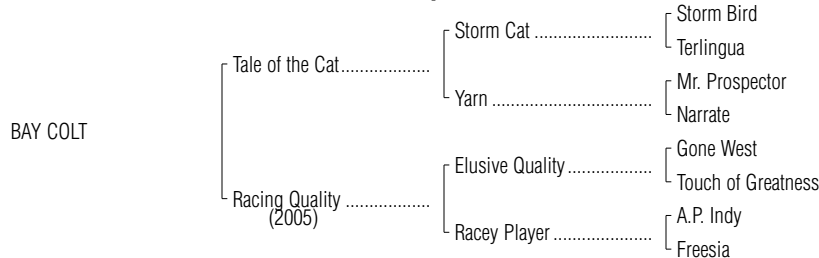 Storm Bird
Storm Cat ........................
Terlingua
Tale of the Cat...................
Mr. Prospector
Yarn .................................
Narrate
BAY COLT
Gone West
Elusive Quality..................
Touch of Greatness
Racing Quality ..................
(2005)
A.P. Indy
Racey Player .....................
Freesia